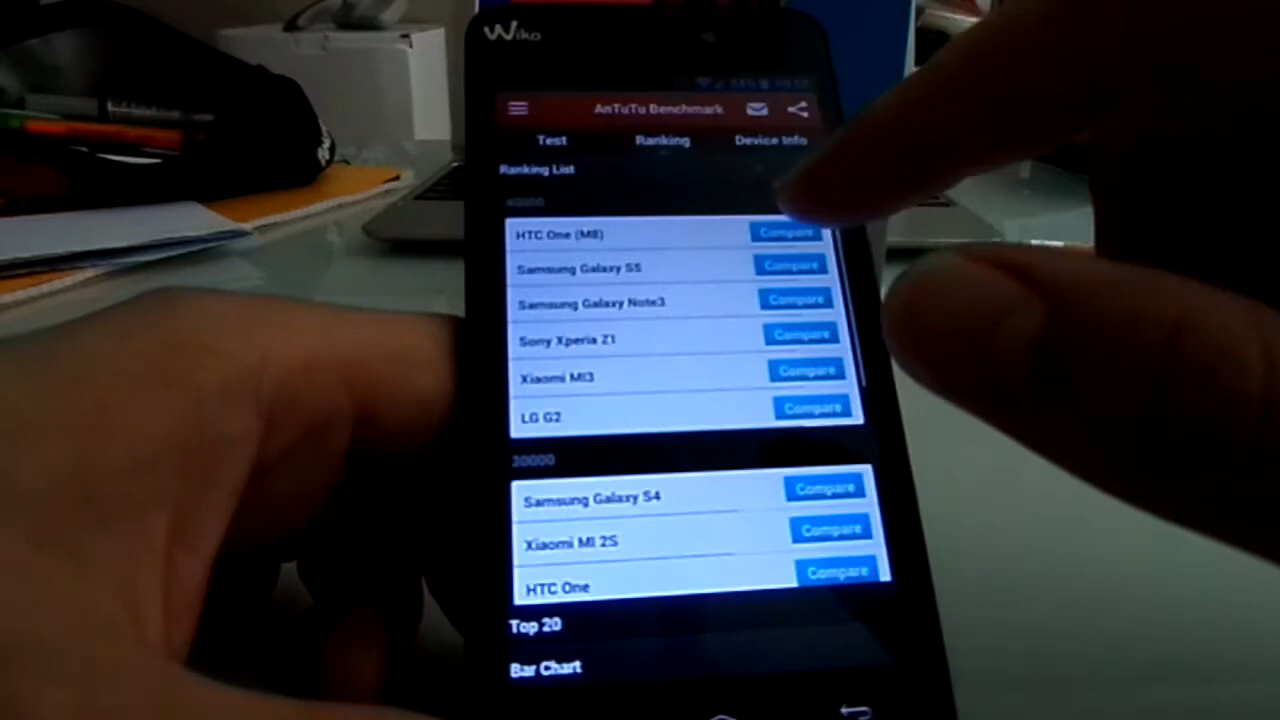 Wiko
AnTuTu Benchmark
Test Ranking Device Info
Ranking List
40000
HTC One (M8) Compare
Samsung Galaxy S5 Compare
Samsung Galaxy Note3 Compare
Sony Xperia Z1 Compare
Xiaomi MI3 Compare
LG G2 Compare
30000
Samsung Galaxy S4 Compare
Xiaomi MI 2S Compare
HTC One Compare
Top 20
Bar Chart